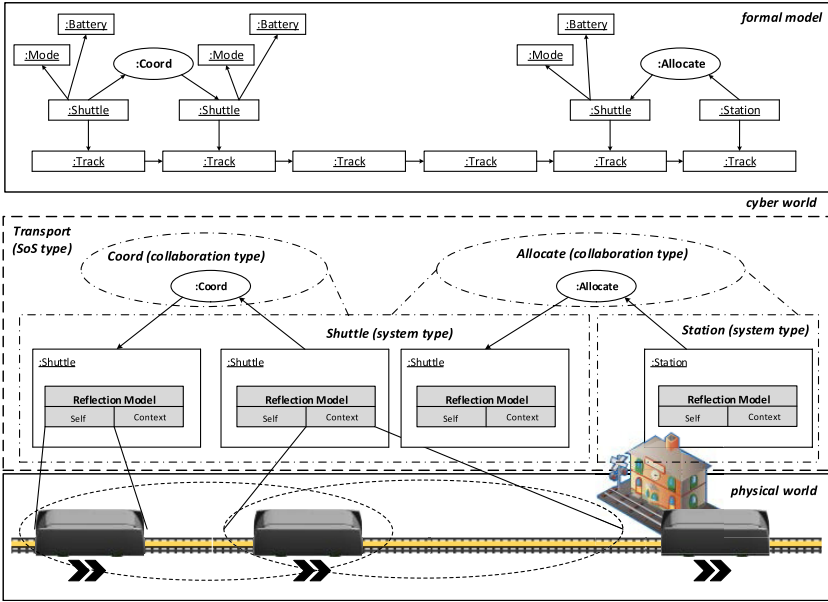 formal model
:Battery
:Battery
:Battery
:Mode
:Coord
:Mode
:Mode
:Allocate
:Shuttle
:Shuttle
:Shuttle
:Station
:Track
:Track
:Track
:Track
:Track
:Track
cyber world
Transport
(SoS type)
Coord (collaboration type)
Allocate (collaboration type)
:Coord
:Allocate
Shuttle (system type)
Station (system type)
:Shuttle
:Shuttle
:Shuttle
:Station
Reflection Model
Self
Context
Reflection Model
Self
Context
Reflection Model
Self
Context
Reflection Model
Self
Context
physical world